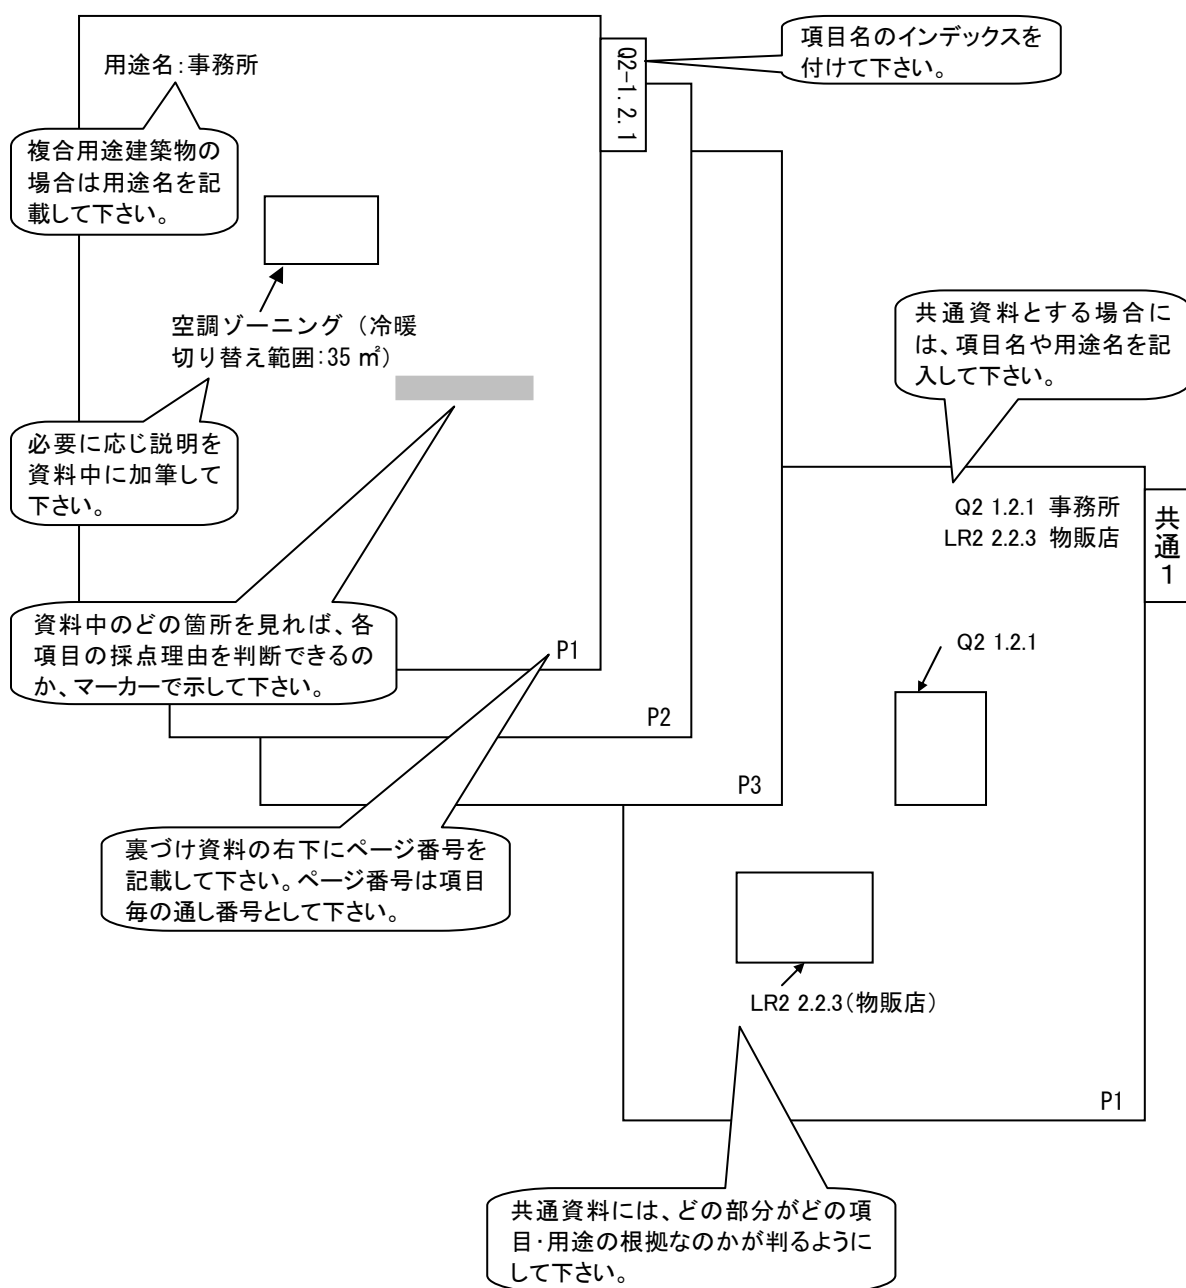 用途名：事務所
Q2-1.2.1
項目名のインデックスを
付けて下さい。
複合用途建築物の
場合は用途名を記
載して下さい。
空調ゾーニング（冷暖
切り替え範囲：35 ㎡）
共通資料とする場合に
は、項目名や用途名を記
入して下さい。
必要に応じ説明を
資料中に加筆して
下さい。
Q2 1.2.1 事務所
LR2 2.2.3 物販店
共通1
資料中のどの箇所を見れば、各
項目の採点理由を判断できるの
か、マーカーで示して下さい。
P1
Q2 1.2.1
P2
P3
裏づけ資料の右下にページ番号を
記載して下さい。ページ番号は項目
毎の通し番号として下さい。
LR2 2.2.3（物販店）
P1
共通資料には、どの部分がどの項
目・用途の根拠なのかが判るように
して下さい。